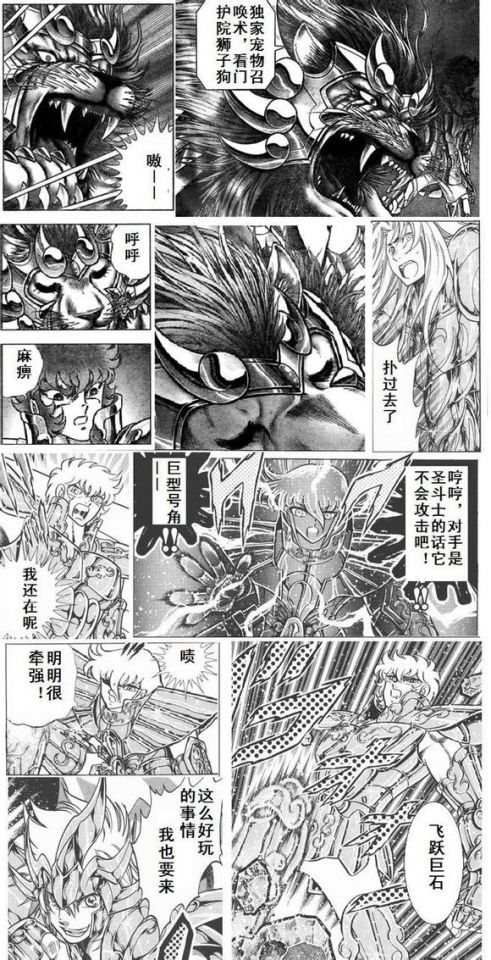 独家宠物召
唤术，看门
护院狮子狗
嗷——
扑过去了
呼呼
麻痹
哼哼，对手是
圣斗士的话它
不会攻击吧！
巨型号角
——
我还在呢
飞跃巨石
啧
明明很
牵强！
这么好玩
的事情
我也要来